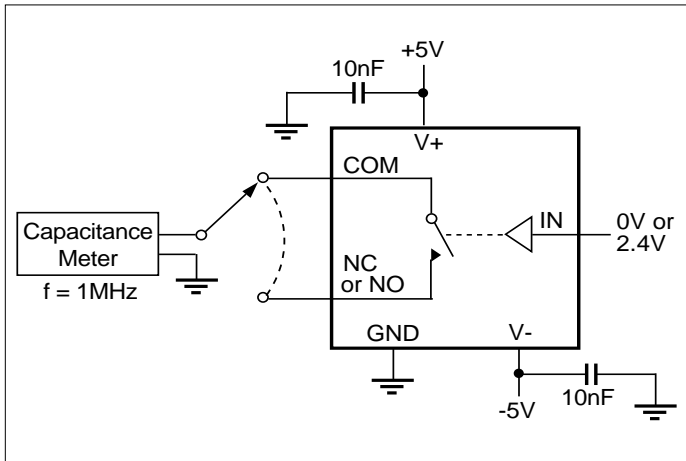 +5V
10nF
V+
COM
IN
0V or
2.4V
Capacitance
Meter
f = 1MHz
NC
or NO
GND
V-
-5V
10nF